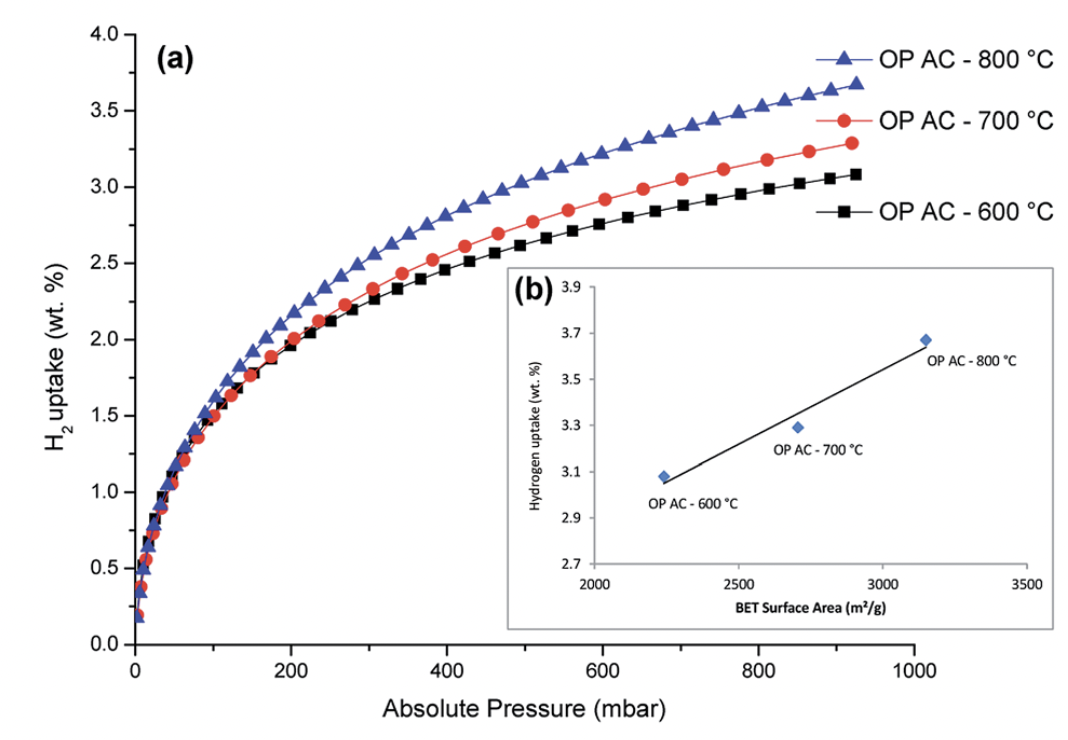 (a)
OP AC - 800 °C
OP AC - 700 °C
OP AC - 600 °C
4.0
3.5
3.0
2.5
2.0
1.5
1.0
0.5
0.0
H₂ uptake (wt. %)
0 200 400 600 800 1000
Absolute Pressure (mbar)
(b)
3.9
3.7
3.5
3.3
3.1
2.9
2.7
Hydrogen uptake (wt. %)
OP AC - 800 °C
OP AC - 700 °C
OP AC - 600 °C
2000 2500 3000 3500
BET Surface Area (m²/g)